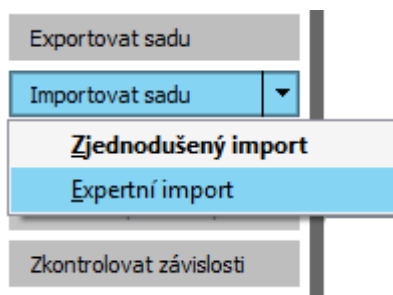 Exportovat sadu
Importovat sadu
Zjednodušený import
Expertní import
Zkontrolovat závislosti